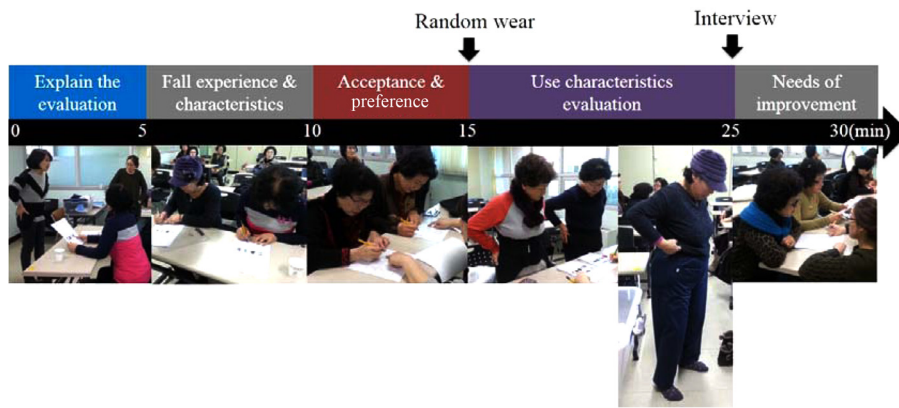 Random wear
Interview
Explain the
evaluation
Fall experience &
characteristics
Acceptance &
preference
Use characteristics
evaluation
Needs of
improvement
0 5 10 15 25 30(min)